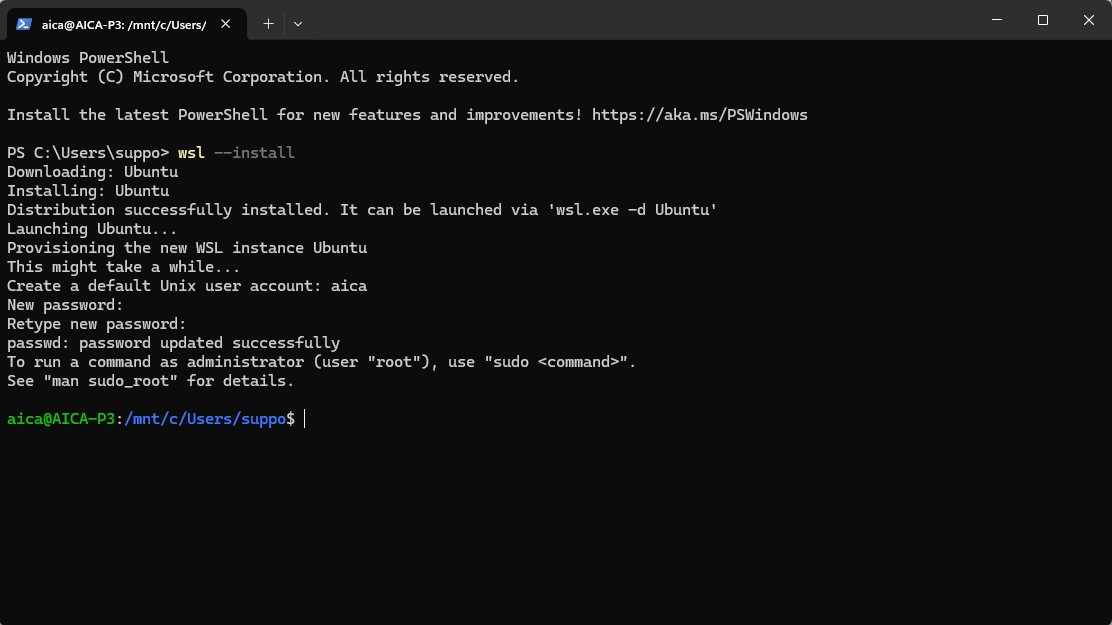 aica@AICA-P3: /mnt/c/Users/
Windows PowerShell
Copyright (C) Microsoft Corporation. All rights reserved.
Install the latest PowerShell for new features and improvements! https://aka.ms/PSWindows
PS C:\Users\suppo> wsl --install
Downloading: Ubuntu
Installing: Ubuntu
Distribution successfully installed. It can be launched via 'wsl.exe -d Ubuntu'
Launching Ubuntu...
Provisioning the new WSL instance Ubuntu
This might take a while...
Create a default Unix user account: aica
New password:
Retype new password:
passwd: password updated successfully
To run a command as administrator (user "root"), use "sudo <command>".
See "man sudo_root" for details.
aica@AICA-P3:/mnt/c/Users/suppo$